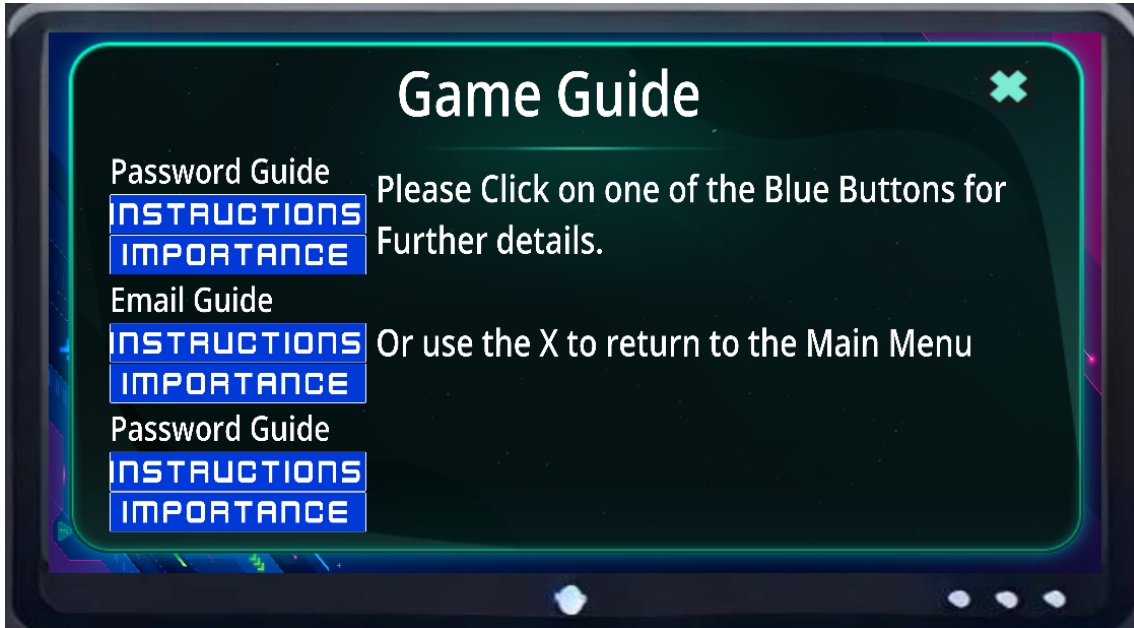 Game Guide
Password Guide
INSTRUCTIONS
IMPORTANCE
Email Guide
INSTRUCTIONS
IMPORTANCE
Password Guide
INSTRUCTIONS
IMPORTANCE
Please Click on one of the Blue Buttons for
Further details.
Or use the X to return to the Main Menu